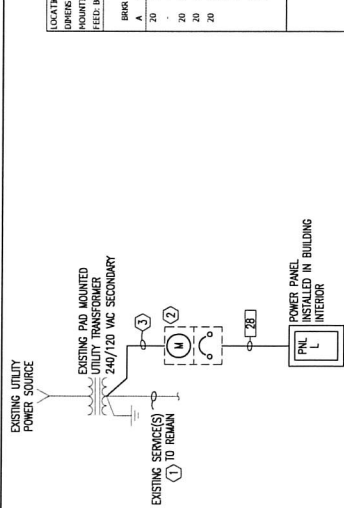 EXISTING UTILITY
POWER SOURCE
EXISTING PAD MOUNTED
UTILITY TRANSFORMER
240/120 VAC SECONDARY
3
2
M
EXISTING SERVICE(S)
1 TO REMAIN
28
PNL
L
POWER PANEL
INSTALLED IN BUILDING
INTERIOR
LOCATI
DIMENS
MOUNTI
FEED: B
BRKR
A
20
-
20
20
20